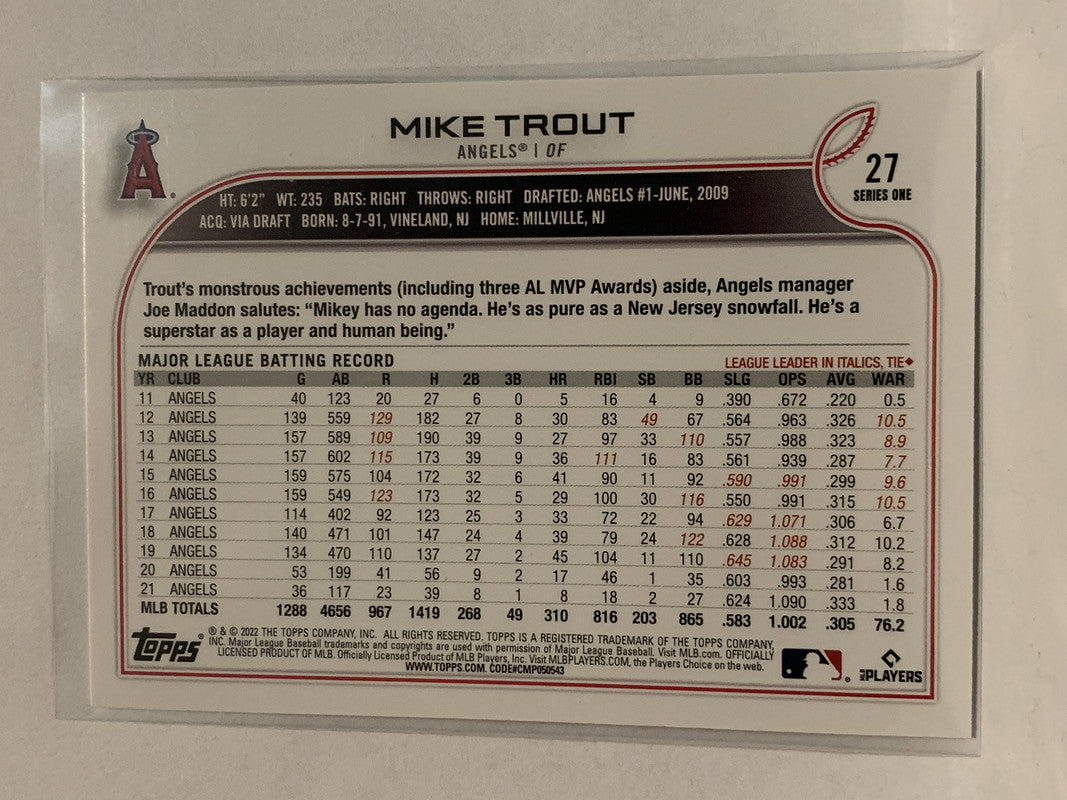 MIKE TROUT
ANGELS® | OF
A
27
SERIES ONE
HT: 6'2" WT: 235 BATS: RIGHT THROWS: RIGHT DRAFTED: ANGELS #1-JUNE, 2009
ACQ: VIA DRAFT BORN: 8-7-91, VINELAND, NJ HOME: MILLVILLE, NJ
Trout's monstrous achievements (including three AL MVP Awards) aside, Angels manager
Joe Maddon salutes: “Mikey has no agenda. He's as pure as a New Jersey snowfall. He's a
superstar as a player and human being.”
MAJOR LEAGUE BATTING RECORD LEAGUE LEADER IN ITALICS, TIE♦
YR CLUB G AB R H 2B 3B HR RBI SB BB SLG OPS AVG WAR
11 ANGELS 40 123 20 27 6 0 5 16 4 9 .390 .672 .220 0.5
12 ANGELS 139 559 129 182 27 8 30 83 49 67 .564 .963 .326 10.5
13 ANGELS 157 589 109 190 39 9 27 97 33 110 .557 .988 .323 8.9
14 ANGELS 157 602 115 173 39 9 36 111 16 83 .561 .939 .287 7.7
15 ANGELS 159 575 104 172 32 6 41 90 11 92 .590 .991 .299 9.6
16 ANGELS 159 549 123 173 32 5 29 100 30 116 .550 .991 .315 10.5
17 ANGELS 114 402 92 123 25 3 33 72 22 94 .629 1.071 .306 6.7
18 ANGELS 140 471 101 147 24 4 39 79 24 122 .628 1.088 .312 10.2
19 ANGELS 134 470 110 137 27 2 45 104 11 110 .645 1.083 .291 8.2
20 ANGELS 53 199 41 56 9 2 17 46 1 35 .603 .993 .281 1.6
21 ANGELS 36 117 23 39 8 1 8 18 2 27 .624 1.090 .333 1.8
MLB TOTALS 1288 4656 967 1419 268 49 310 816 203 865 .583 1.002 .305 76.2
Topps®
® & © 2022 THE TOPPS COMPANY, INC. ALL RIGHTS RESERVED. TOPPS IS A REGISTERED TRADEMARK OF THE TOPPS COMPANY,
INC. Major League Baseball trademarks and copyrights are used with permission of Major League Baseball. Visit MLB.com. OFFICIALLY
LICENSED PRODUCT OF MLB. Officially Licensed Product of MLB Players, Inc. Visit MLBPLAYERS.COM, the Players Choice on the web.
WWW.TOPPS.COM. CODE#CMP050543
MLB PLAYERS